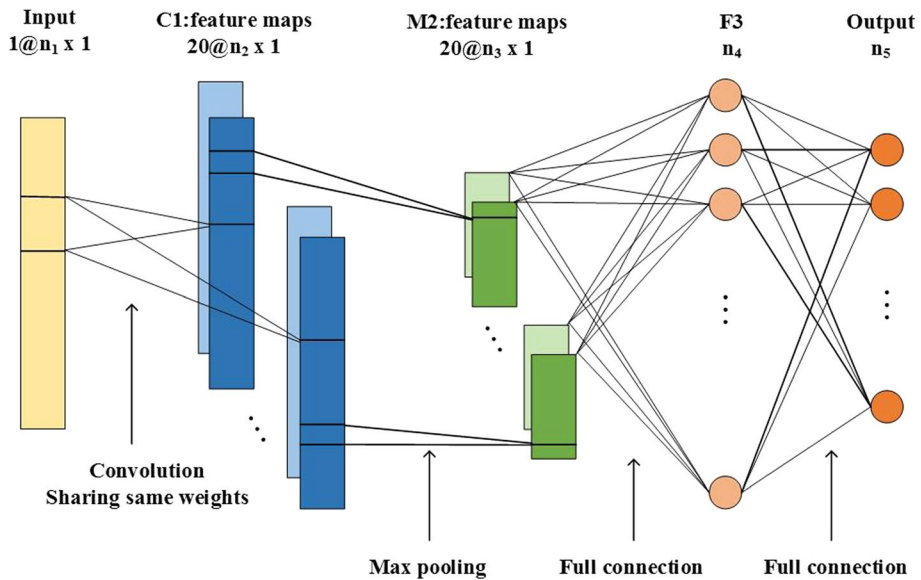 Input
1@n₁ x 1
C1:feature maps
20@n₂ x 1
M2:feature maps
20@n₃ x 1
F3
n₄
Output
n₅
Convolution
Sharing same weights
Max pooling
Full connection
Full connection